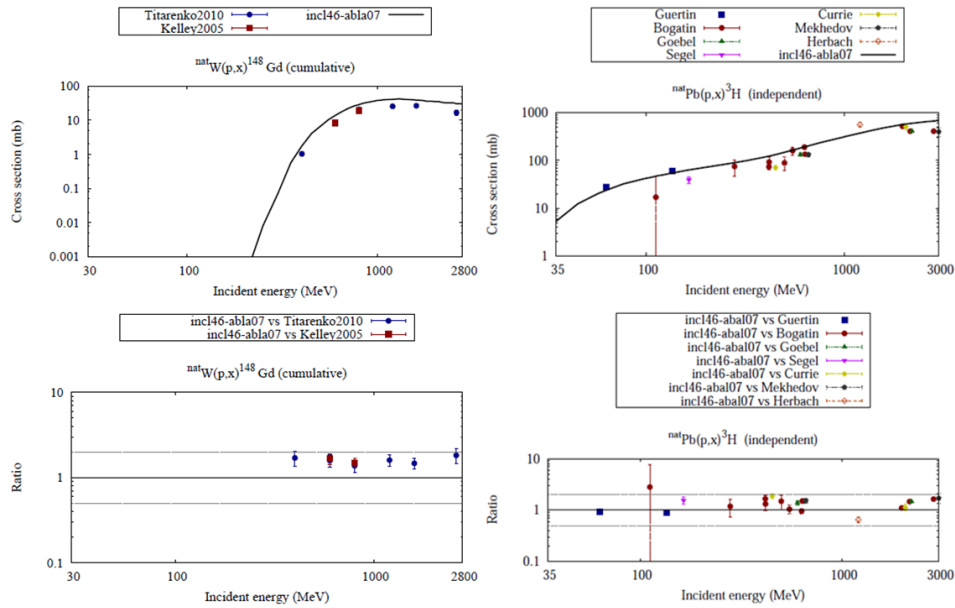 Titarenko2010 incl46-abla07
Kelley2005
natW(p,x)148Gd (cumulative)
Cross section (mb)
100
10
1
0.1
0.01
0.001
30 100 1000 2800
Incident energy (MeV)
Guertin Currie
Bogatin Mekhedov
Goebel Herbach
Segel incl46-abla07
natPb(p,x)3H (independent)
Cross section (mb)
1000
100
10
1
35 100 1000 3000
Incident energy (MeV)
incl46-abla07 vs Titarenko2010
incl46-abla07 vs Kelley2005
natW(p,x)148Gd (cumulative)
Ratio
10
1
0.1
30 100 1000 2800
Incident energy (MeV)
incl46-abal07 vs Guertin
incl46-abal07 vs Bogatin
incl46-abal07 vs Goebel
incl46-abal07 vs Segel
incl46-abal07 vs Currie
incl46-abal07 vs Mekhedov
incl46-abal07 vs Herbach
natPb(p,x)3H (independent)
Ratio
10
1
0.1
35 100 1000 3000
Incident energy (MeV)